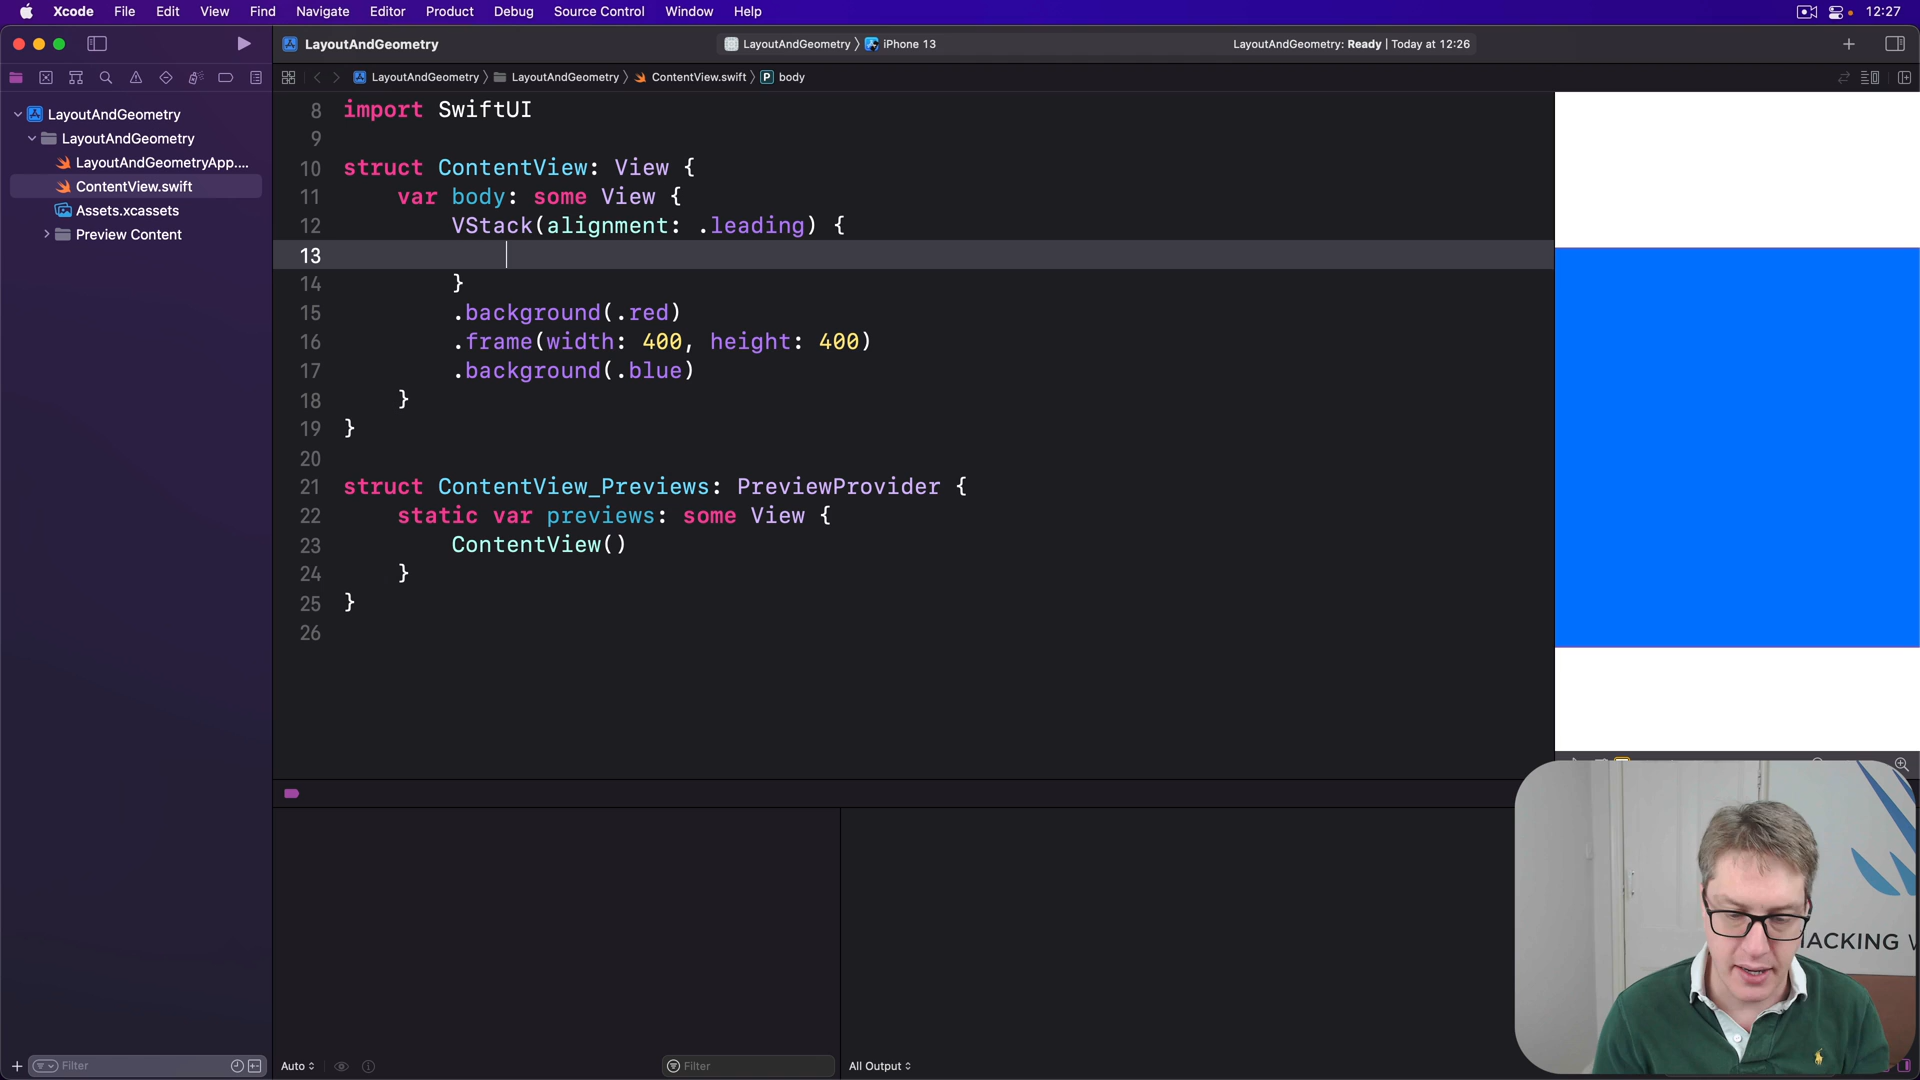 Xcode File Edit View Find Navigate Editor Product Debug Source Control Window Help 12:27
LayoutAndGeometry LayoutAndGeometry 〉 iPhone 13 LayoutAndGeometry: Ready | Today at 12:26
LayoutAndGeometry 〉 LayoutAndGeometry 〉 ContentView.swift 〉 P body
LayoutAndGeometry
LayoutAndGeometry
LayoutAndGeometryApp....
ContentView.swift
Assets.xcassets
Preview Content
8 import SwiftUI
9
10 struct ContentView: View {
11 var body: some View {
12 VStack(alignment: .leading) {
13
14 }
15 .background(.red)
16 .frame(width: 400, height: 400)
17 .background(.blue)
18 }
19 }
20
21 struct ContentView_Previews: PreviewProvider {
22 static var previews: some View {
23 ContentView()
24 }
25 }
26
ACKING
Filter
Auto
Filter
All Output